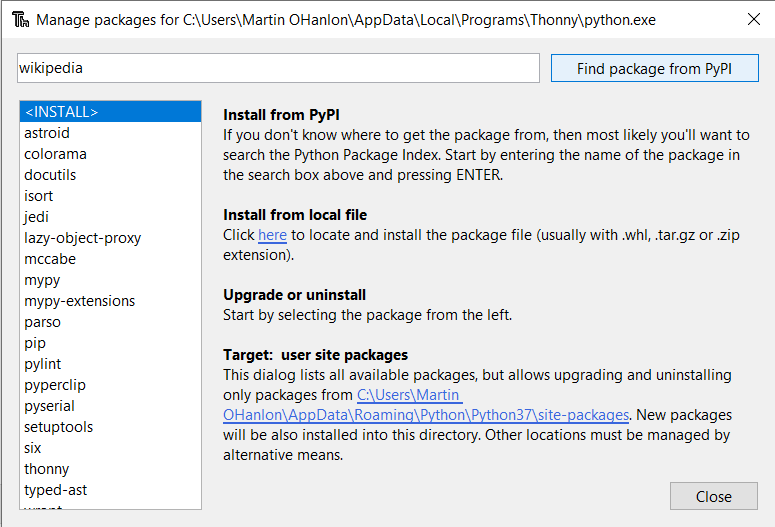 Manage packages for C:\Users\Martin OHanlon\AppData\Local\Programs\Thonny\python.exe
wikipedia
Find package from PyPI
<INSTALL>
astroid
colorama
docutils
isort
jedi
lazy-object-proxy
mccabe
mypy
mypy-extensions
parso
pip
pylint
pyperclip
pyserial
setuptools
six
thonny
typed-ast
Install from PyPI
If you don't know where to get the package from, then most likely you'll want to
search the Python Package Index. Start by entering the name of the package in
the search box above and pressing ENTER.
Install from local file
Click here to locate and install the package file (usually with .whl, .tar.gz or .zip
extension).
Upgrade or uninstall
Start by selecting the package from the left.
Target:  user site packages
This dialog lists all available packages, but allows upgrading and uninstalling
only packages from C:\Users\Martin
OHanlon\AppData\Roaming\Python\Python37\site-packages. New packages
will be also installed into this directory. Other locations must be managed by
alternative means.
Close